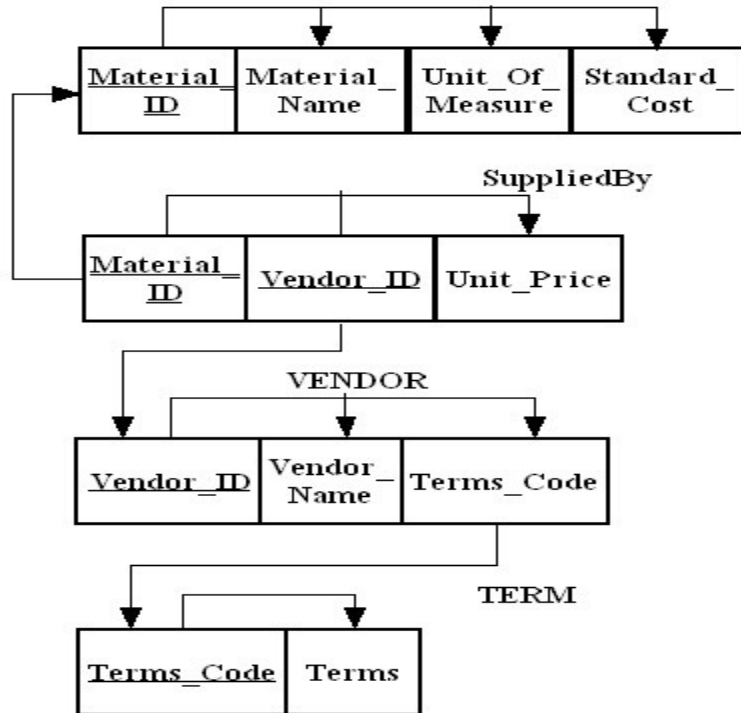 Material_ Material_ Unit_Of_ Standard_
ID Name Measure Cost
SuppliedBy
Material_
ID Vendor_ID Unit_Price
VENDOR
Vendor_ID Vendor_
Name Terms_Code
TERM
Terms_Code Terms